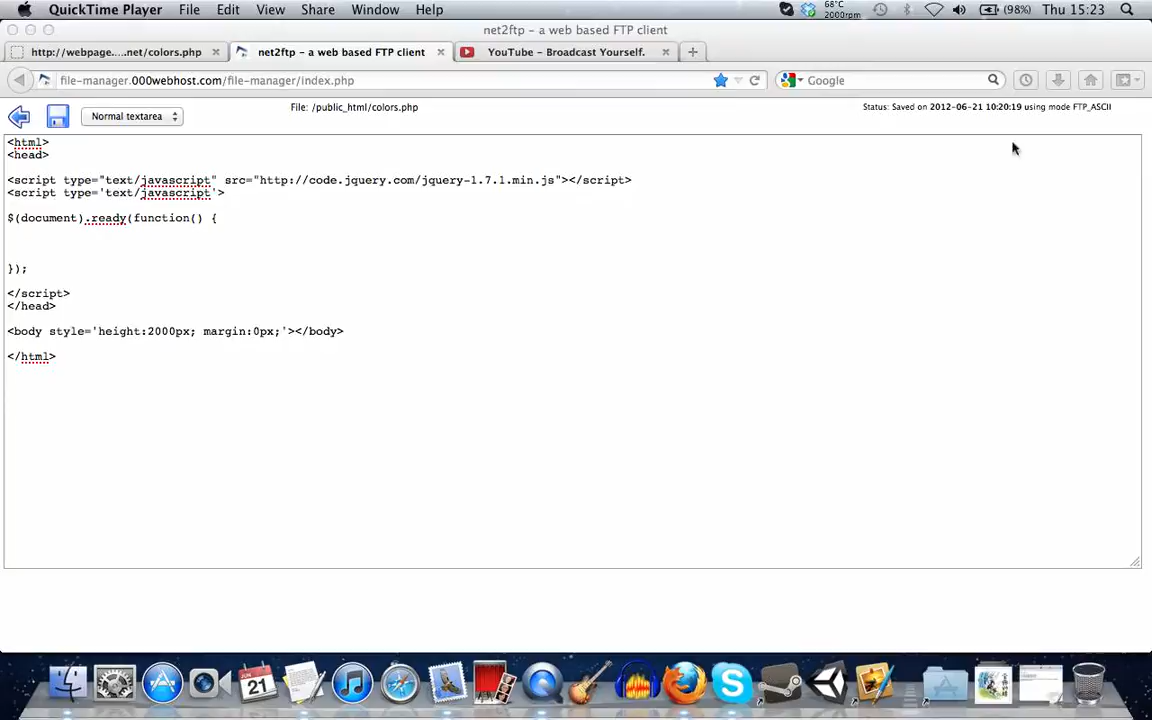 QuickTime Player File Edit View Share Window Help 68°C 2000rpm (98%) Thu 15:23
net2ftp - a web based FTP client
http://webpage....net/colors.php net2ftp - a web based FTP client YouTube - Broadcast Yourself.
file-manager.000webhost.com/file-manager/index.php Google
Normal textarea File: /public_html/colors.php Status: Saved on 2012-06-21 10:20:19 using mode FTP_ASCII
<html>
<head>
<script type="text/javascript" src="http://code.jquery.com/jquery-1.7.1.min.js"></script>
<script type='text/javascript'>
$(document).ready(function() {
});
</script>
</head>
<body style='height:2000px; margin:0px;'></body>
</html>
JUN
21